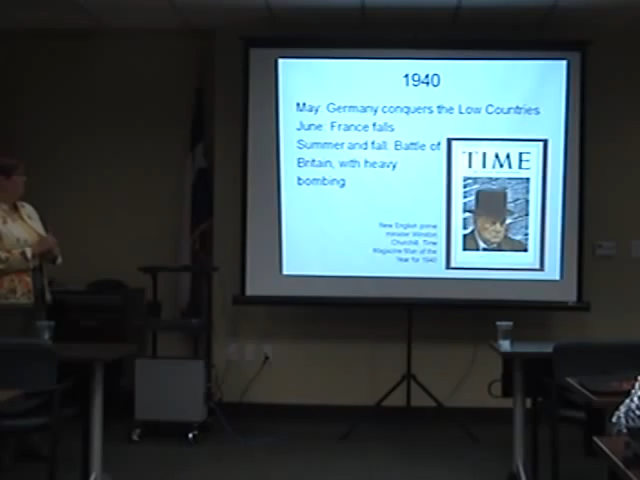 1940
May: Germany conquers the Low Countries
June: France falls
Summer and fall: Battle of
Britain, with heavy
bombing
TIME
New English prime
minister Winston
Churchill, Time
Magazine Man of the
Year for 1940